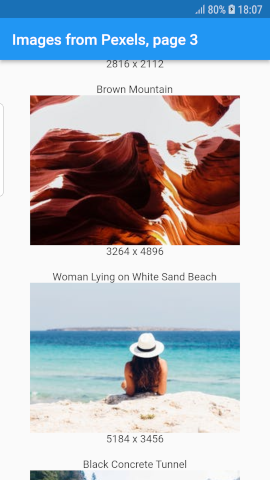 80% 18:07
Images from Pexels, page 3
2816 x 2112
Brown Mountain
3264 x 4896
Woman Lying on White Sand Beach
5184 x 3456
Black Concrete Tunnel